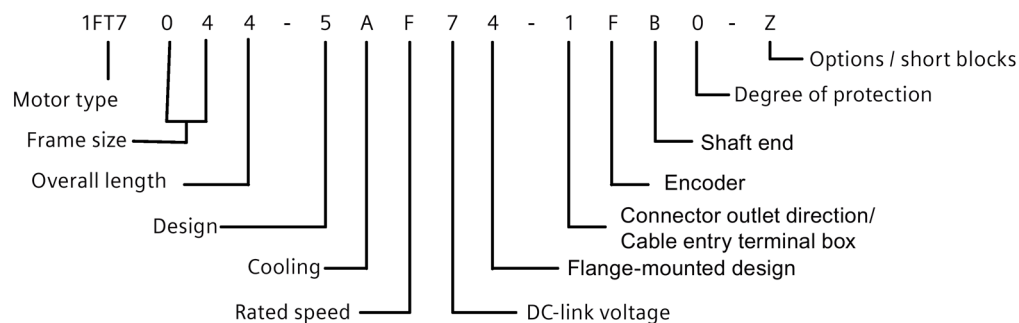 1FT7 0 4 4 - 5 A F 7 4 - 1 F B 0 - Z
Options / short blocks
Motor type
Degree of protection
Frame size
Shaft end
Overall length
Encoder
Design
Connector outlet direction/
Cable entry terminal box
Cooling
Flange-mounted design
Rated speed
DC-link voltage